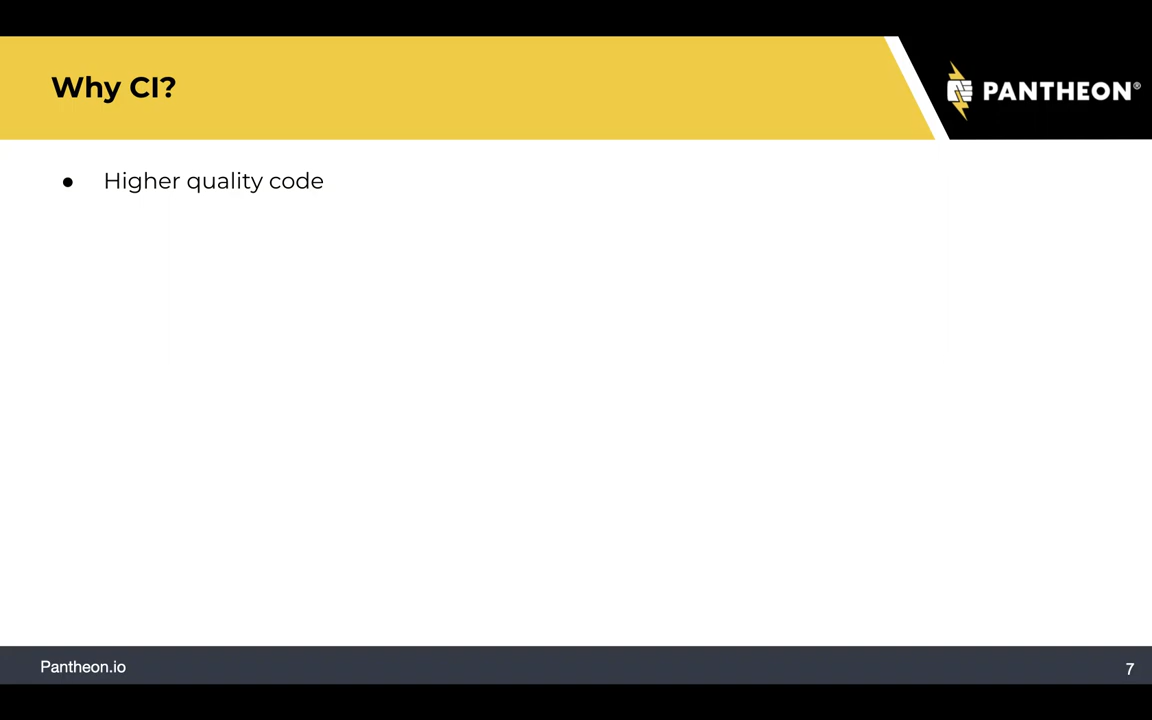 Why CI?
PANTHEON®
● Higher quality code
Pantheon.io
7